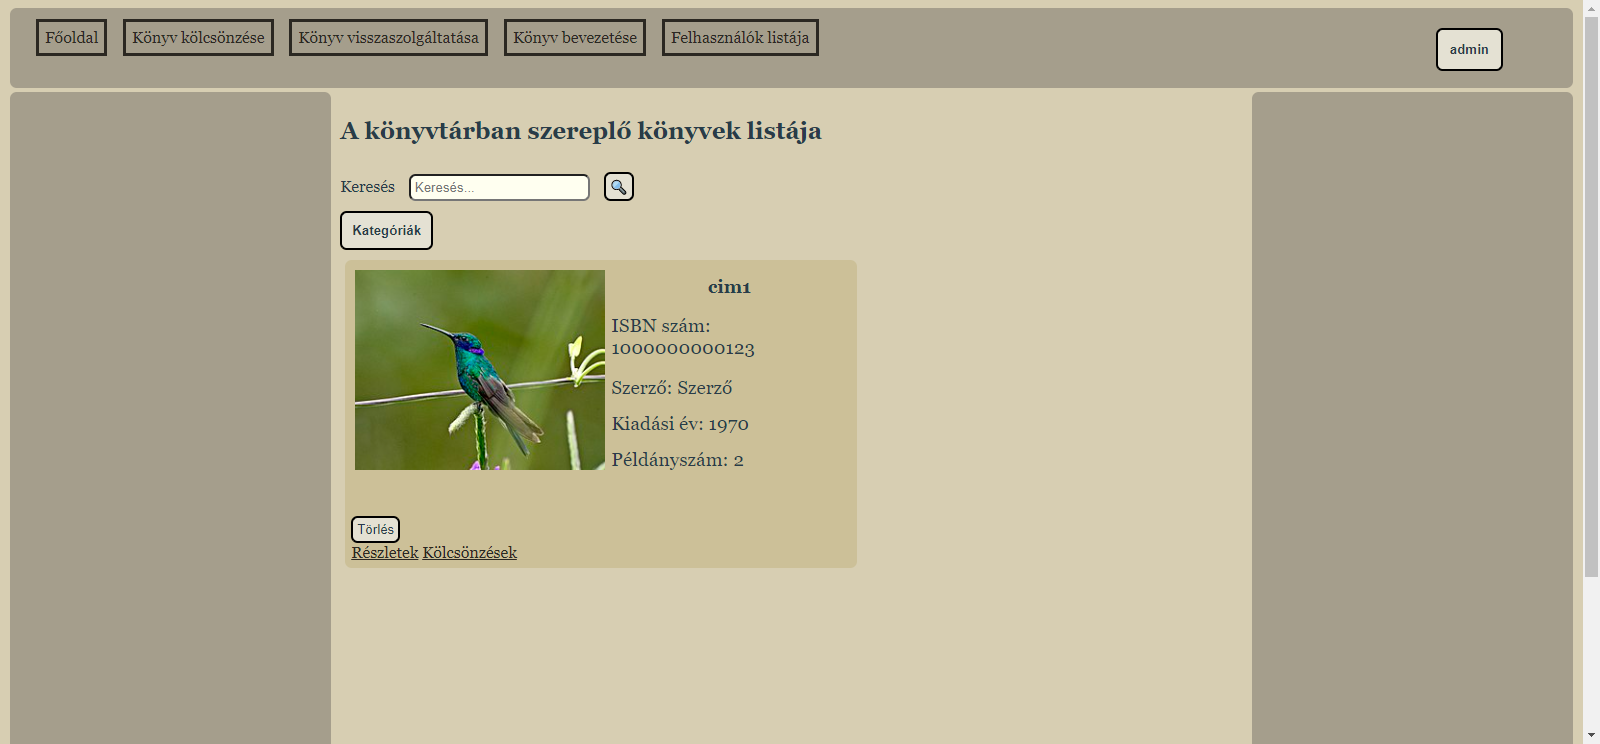 Főoldal Könyv kölcsönzése Könyv visszaszolgáltatása Könyv bevezetése Felhasználók listája admin
A könyvtárban szereplő könyvek listája
Keresés Keresés... 
Kategóriák
cim1
ISBN szám:
1000000000123
Szerző: Szerző
Kiadási év: 1970
Példányszám: 2
Törlés
Részletek Kölcsönzések